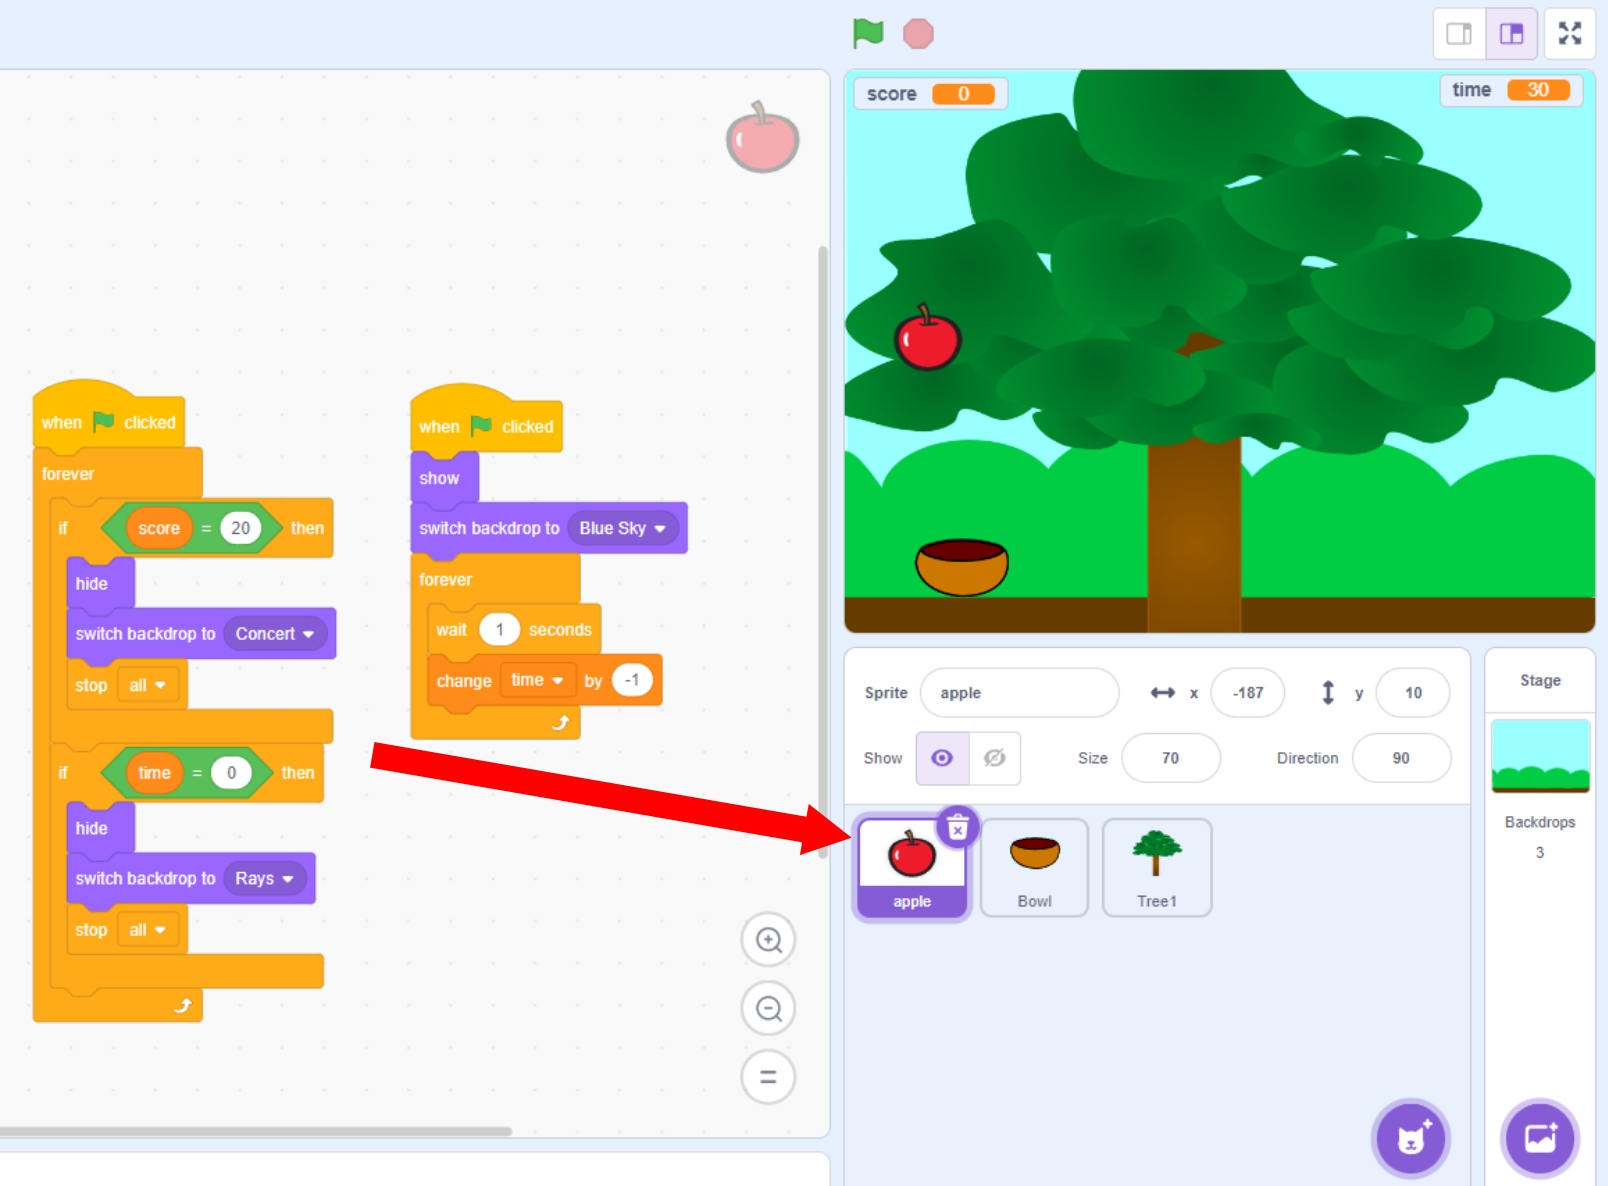 when clicked
forever
if score = 20 then
hide
switch backdrop to Concert
stop all
if time = 0 then
hide
switch backdrop to Rays
stop all
when clicked
show
switch backdrop to Blue Sky
forever
wait 1 seconds
change time by -1
score 0
time 30
Sprite apple x -187 y 10
Show Size 70 Direction 90
apple
Bowl
Tree1
Stage
Backdrops
3